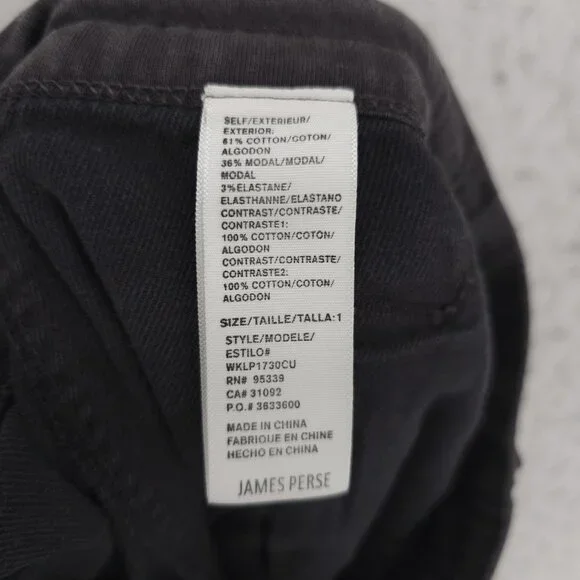 SELF/EXTERIEUR/
EXTERIOR:
61% COTTON/COTON/
ALGODON
36% MODAL/MODAL/
MODAL
3%ELASTANE/
ELASTHANNE/ELASTANO
CONTRAST/CONTRASTE/
CONTRASTE1:
100% COTTON/COTON/
ALGODON
CONTRAST/CONTRASTE/
CONTRASTE2:
100% COTTON/COTON/
ALGODON
SIZE/TAILLE/TALLA:1
STYLE/MODELE/
ESTILO#
WKLP1730CU
RN# 95339
CA# 31092
P.O.# 3633600
MADE IN CHINA
FABRIQUE EN CHINE
HECHO EN CHINA
JAMES PERSE